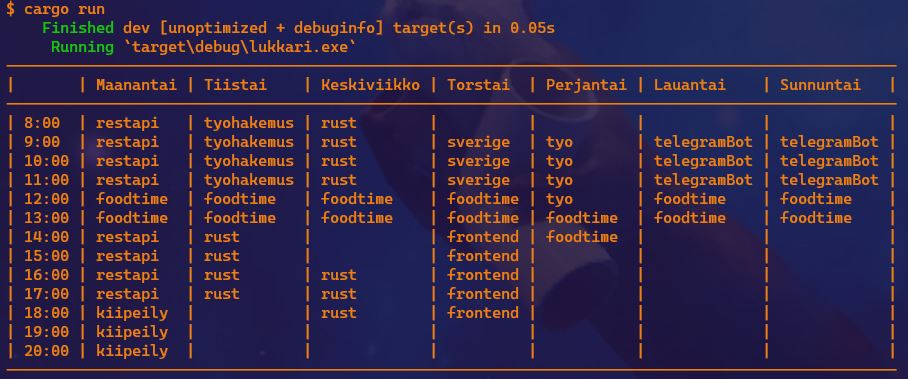 $ cargo run
    Finished dev [unoptimized + debuginfo] target(s) in 0.05s
     Running `target\debug\lukkari.exe`
|       | Maanantai | Tiistai    | Keskiviikko | Torstai  | Perjantai | Lauantai    | Sunnuntai   |
| 8:00  | restapi   | tyohakemus | rust        |          |           |             |             |
| 9:00  | restapi   | tyohakemus | rust        | sverige  | tyo       | telegramBot | telegramBot |
| 10:00 | restapi   | tyohakemus | rust        | sverige  | tyo       | telegramBot | telegramBot |
| 11:00 | restapi   | tyohakemus | rust        | sverige  | tyo       | telegramBot | telegramBot |
| 12:00 | foodtime  | foodtime   | foodtime    | foodtime | tyo       | foodtime    | foodtime    |
| 13:00 | foodtime  | foodtime   | foodtime    | foodtime | foodtime  | foodtime    | foodtime    |
| 14:00 | restapi   | rust       |             | frontend | foodtime  |             |             |
| 15:00 | restapi   | rust       |             | frontend |           |             |             |
| 16:00 | restapi   | rust       | rust        | frontend |           |             |             |
| 17:00 | restapi   | rust       | rust        | frontend |           |             |             |
| 18:00 | kiipeily  |            | rust        | frontend |           |             |             |
| 19:00 | kiipeily  |            |             |          |           |             |             |
| 20:00 | kiipeily  |            |             |          |           |             |             |